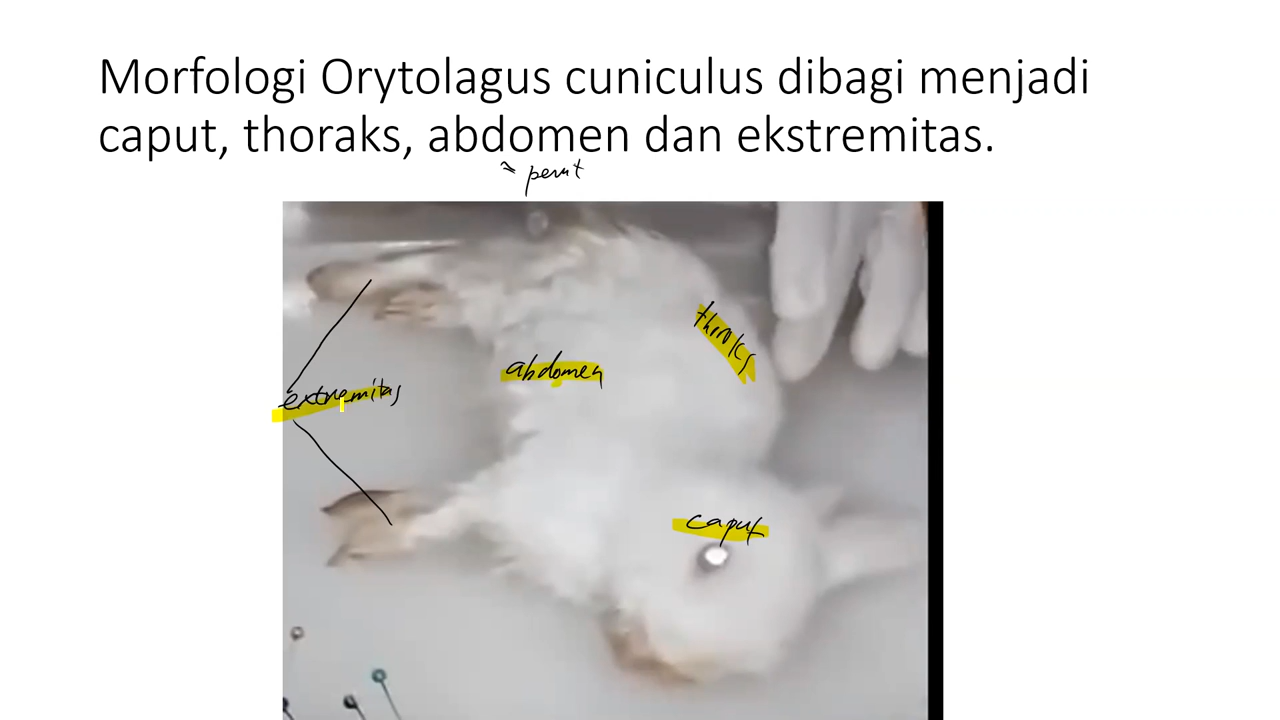 Morfologi Orytolagus cuniculus dibagi menjadi
caput, thoraks, abdomen dan ekstremitas.
perut
thoraks
abdomen
extremitas
caput